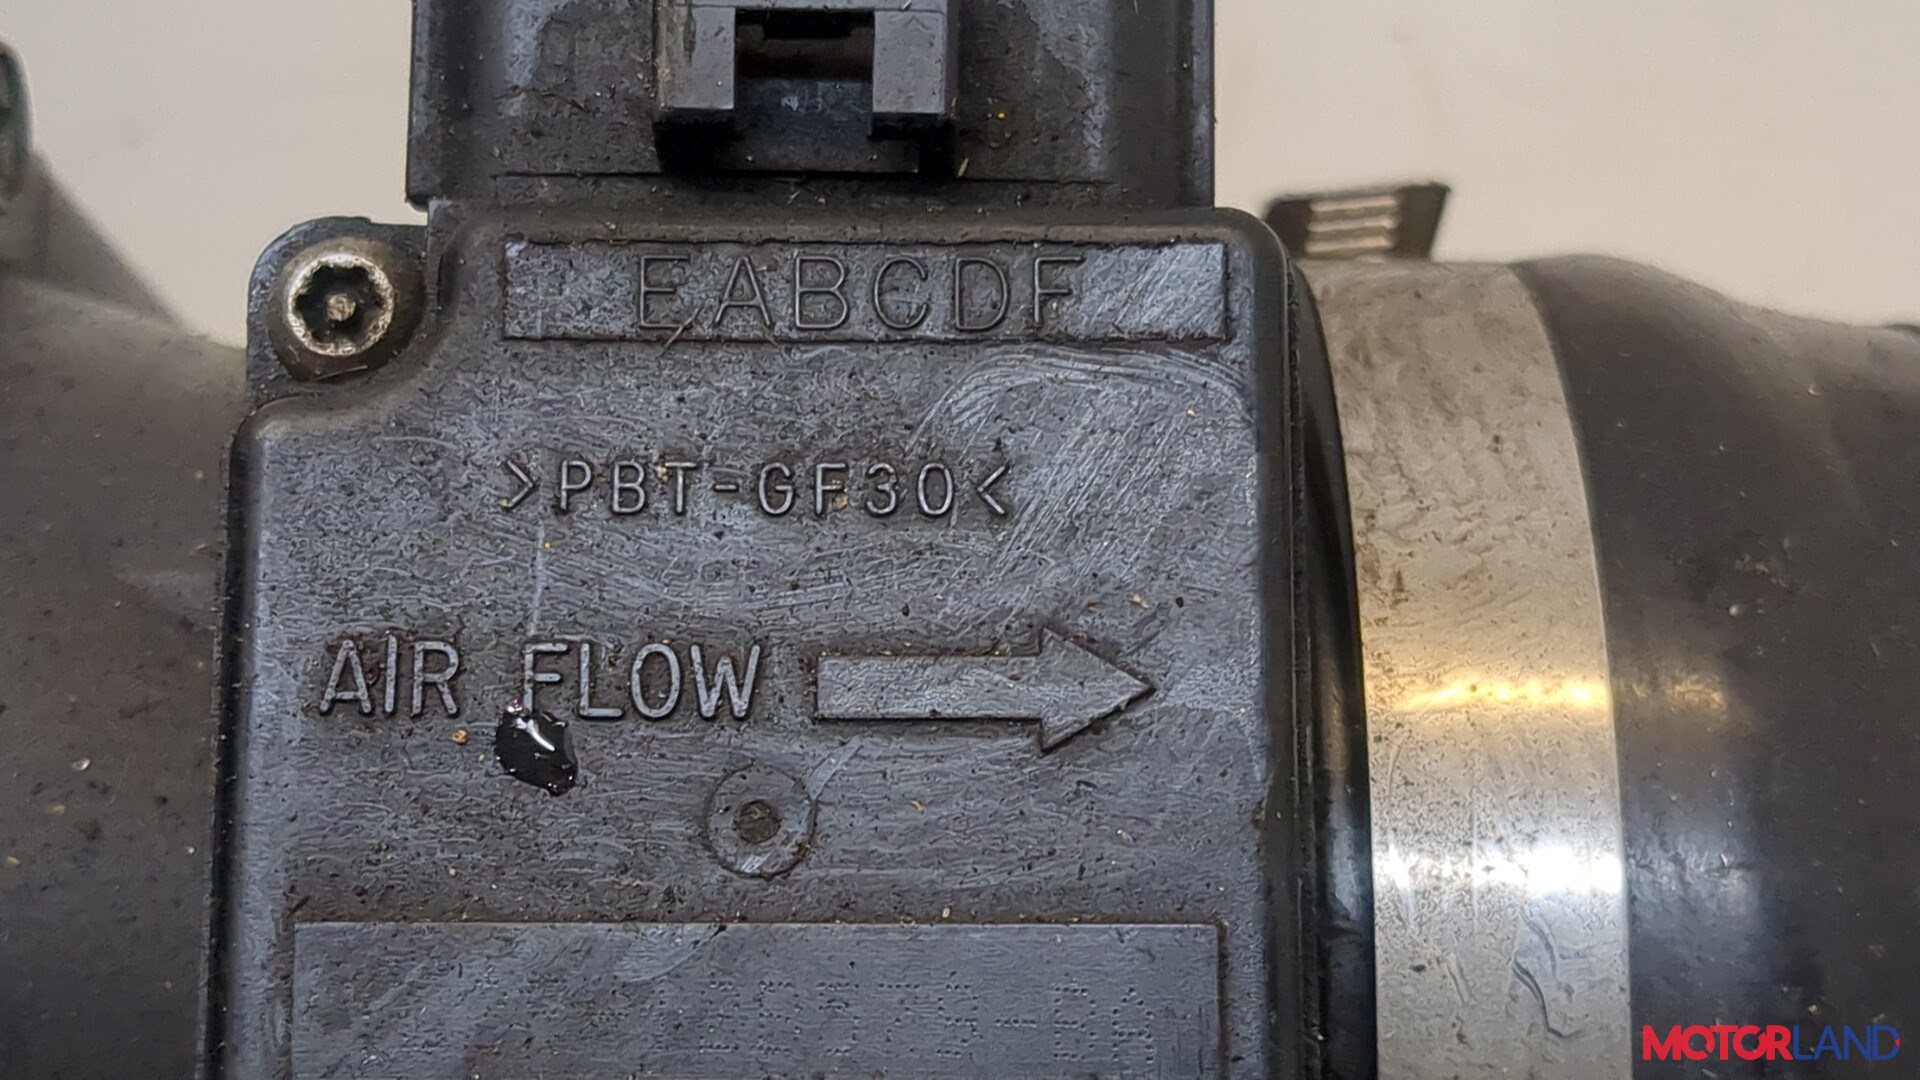 EABCDF
>PBT-GF30<
AIR FLOW
MOTORLAND